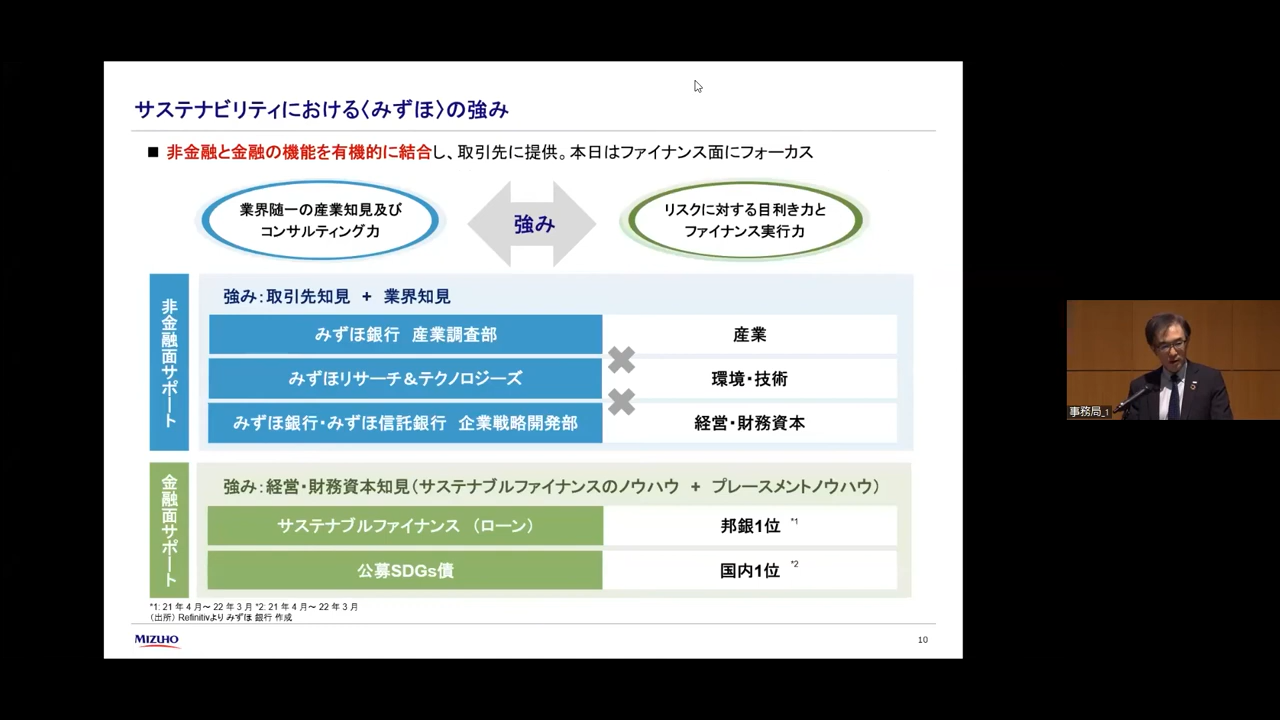 サステナビリティにおける〈みずほ〉の強み
■ 非金融と金融の機能を有機的に結合し、取引先に提供。本日はファイナンス面にフォーカス
業界随一の産業知見及び
コンサルティング力
強み
リスクに対する目利き力と
ファイナンス実行力
非金融面サポート
強み：取引先知見 + 業界知見
みずほ銀行 産業調査部
産業
みずほリサーチ＆テクノロジーズ
環境・技術
みずほ銀行・みずほ信託銀行 企業戦略開発部
経営・財務資本
金融面サポート
強み：経営・財務資本知見（サステナブルファイナンスのノウハウ + プレースメントノウハウ）
サステナブルファイナンス （ローン）
邦銀1位 *1
公募SDGs債
国内1位 *2
*1: 21 年 4 月～ 22 年 3 月 *2: 21 年 4 月～ 22 年 3 月
（出所） Refinitivより みずほ 銀行 作成
MIZUHO
10
事務局_1